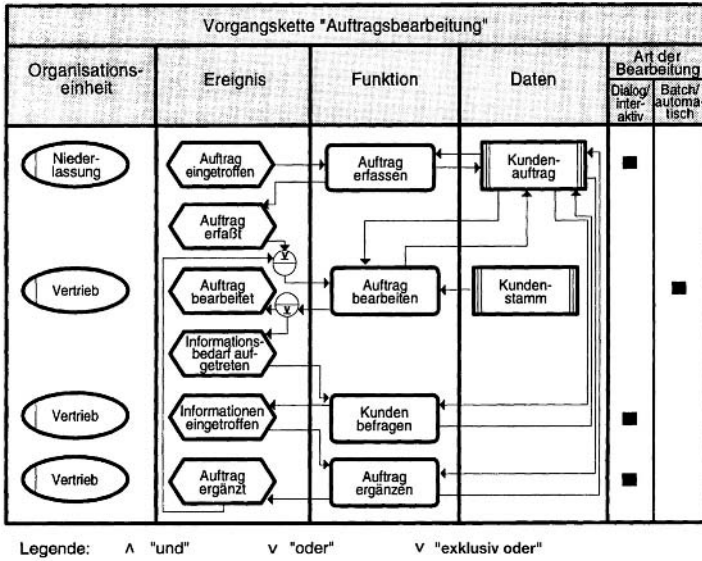 Vorgangskette "Auftragsbearbeitung"
Organisations-
einheit
Ereignis
Funktion
Daten
Art der
Bearbeitung
Dialog/
inter-
aktiv
Batch/
automa-
tisch
Nieder-
lassung
Auftrag
eingetroffen
Auftrag
erfassen
Kunden-
auftrag
Auftrag
erfaßt
Vertrieb
Auftrag
bearbeitet
Auftrag
bearbeiten
Kunden-
stamm
Informations-
bedarf auf-
getreten
Vertrieb
Informationen
eingetroffen
Kunden
befragen
Vertrieb
Auftrag
ergänzt
Auftrag
ergänzen
Legende: ∧ "und" v "oder" v "exklusiv oder"